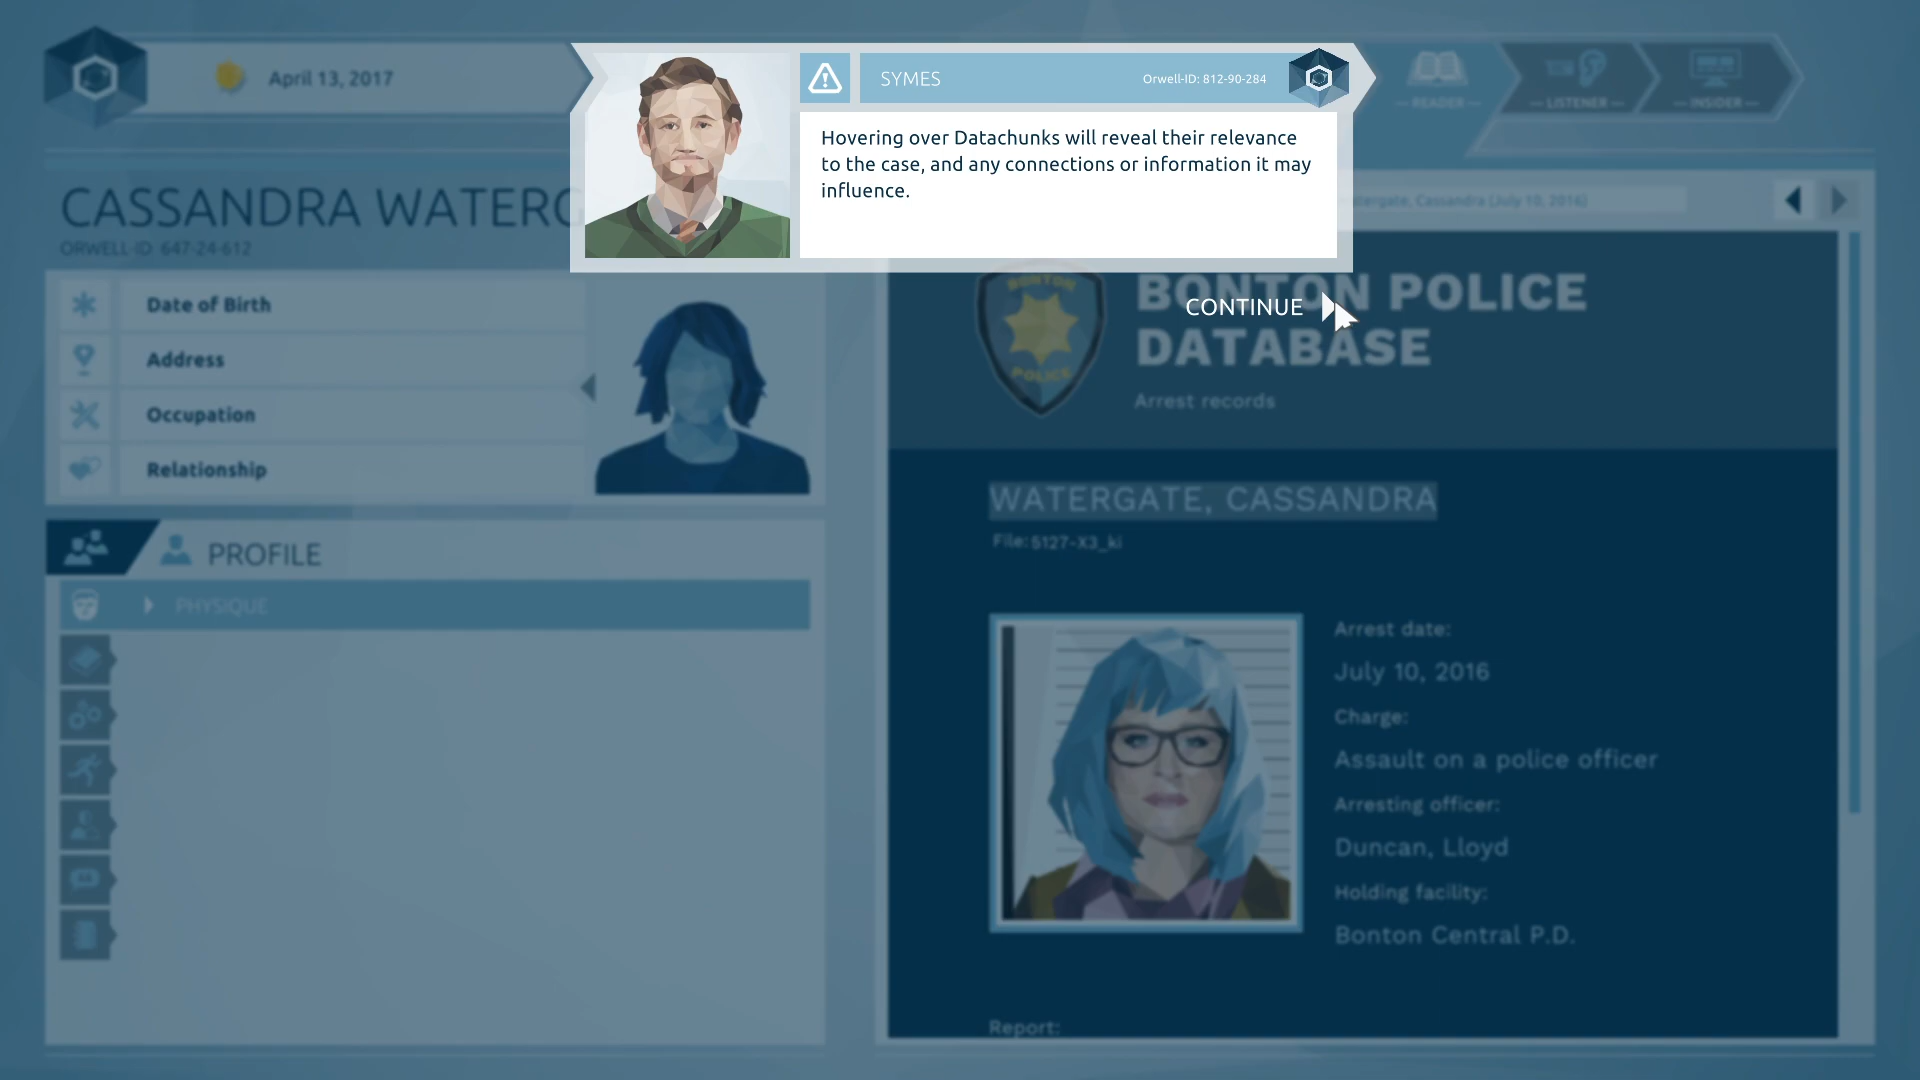 April 13, 2017
SYMES
Orwell-ID: 812-90-284
Hovering over Datachunks will reveal their relevance
to the case, and any connections or information it may
influence.
CONTINUE
READER
LISTENER
INSIDER
CASSANDRA WATERG
ORWELL-ID 647-24-612
Date of Birth
Address
Occupation
Relationship
PROFILE
PHYSIQUE
tergate, Cassandra (July 10, 2016)
BONTON
POLICE
BONTON POLICE
DATABASE
Arrest records
WATERGATE, CASSANDRA
File: 5127-X3_ki
Arrest date:
July 10, 2016
Charge:
Assault on a police officer
Arresting officer:
Duncan, Lloyd
Holding facility:
Bonton Central P.D.
Report: